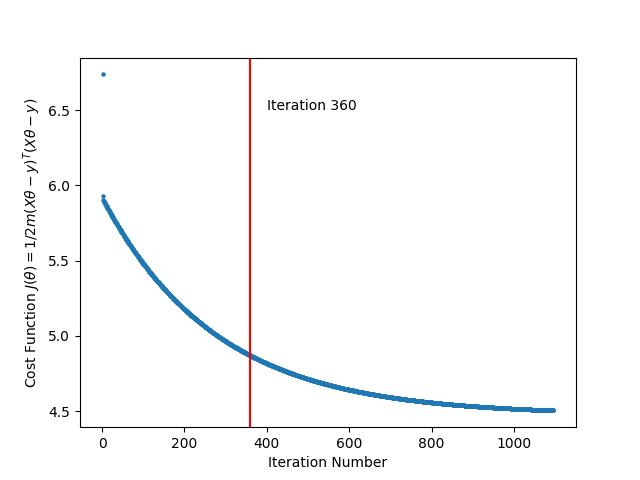 Cost Function J(θ) = 1/2m(Xθ − y)ᵀ(Xθ − y)
6.5
6.0
5.5
5.0
4.5
Iteration 360
0 200 400 600 800 1000
Iteration Number